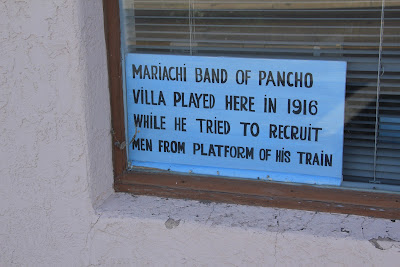 MARIACHI BAND OF PANCHO
VILLA PLAYED HERE IN 1916
WHILE HE TRIED TO RECRUIT
MEN FROM PLATFORM OF HIS TRAIN